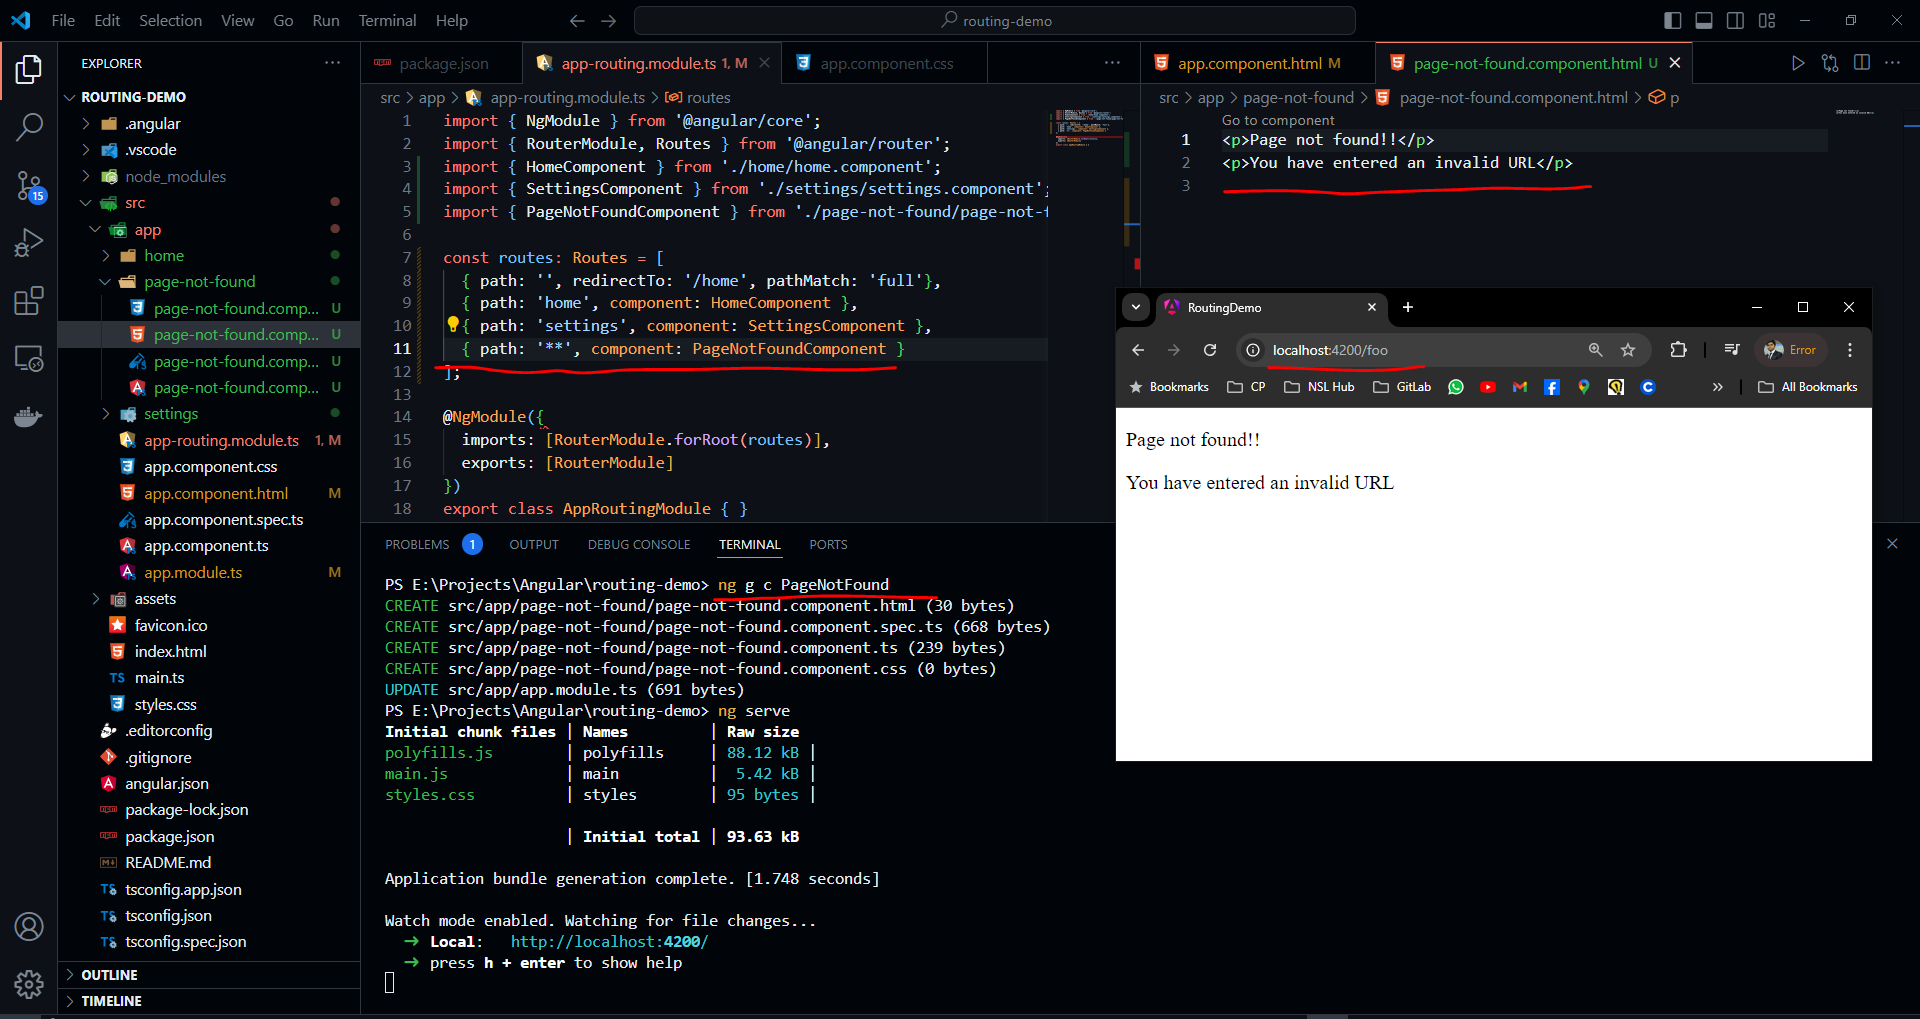 File Edit Selection View Go Run Terminal Help
routing-demo
EXPLORER
ROUTING-DEMO
.angular
.vscode
node_modules
src
app
home
page-not-found
page-not-found.comp... U
page-not-found.comp... U
page-not-found.comp... U
page-not-found.comp... U
settings
app-routing.module.ts 1, M
app.component.css
app.component.html M
app.component.spec.ts
app.component.ts
app.module.ts M
assets
favicon.ico
index.html
TS main.ts
styles.css
.editorconfig
.gitignore
angular.json
package-lock.json
package.json
README.md
tsconfig.app.json
tsconfig.json
tsconfig.spec.json
OUTLINE
TIMELINE
15
package.json
app-routing.module.ts 1, M
app.component.css
src > app > app-routing.module.ts > routes
1 import { NgModule } from '@angular/core';
2 import { RouterModule, Routes } from '@angular/router';
3 import { HomeComponent } from './home/home.component';
4 import { SettingsComponent } from './settings/settings.component';
5 import { PageNotFoundComponent } from './page-not-found/page-not-f
6
7 const routes: Routes = [
8 { path: '', redirectTo: '/home', pathMatch: 'full'},
9 { path: 'home', component: HomeComponent },
10 { path: 'settings', component: SettingsComponent },
11 { path: '**', component: PageNotFoundComponent }
12 ];
13
14 @NgModule({
15 imports: [RouterModule.forRoot(routes)],
16 exports: [RouterModule]
17 })
18 export class AppRoutingModule { }
app.component.html M
page-not-found.component.html U
src > app > page-not-found > page-not-found.component.html > p
Go to component
1 <p>Page not found!!</p>
2 <p>You have entered an invalid URL</p>
3
RoutingDemo
localhost:4200/foo
Error
Bookmarks CP NSL Hub GitLab All Bookmarks
Page not found!!
You have entered an invalid URL
PROBLEMS 1 OUTPUT DEBUG CONSOLE TERMINAL PORTS
PS E:\Projects\Angular\routing-demo> ng g c PageNotFound
CREATE src/app/page-not-found/page-not-found.component.html (30 bytes)
CREATE src/app/page-not-found/page-not-found.component.spec.ts (668 bytes)
CREATE src/app/page-not-found/page-not-found.component.ts (239 bytes)
CREATE src/app/page-not-found/page-not-found.component.css (0 bytes)
UPDATE src/app/app.module.ts (691 bytes)
PS E:\Projects\Angular\routing-demo> ng serve
Initial chunk files | Names | Raw size
polyfills.js | polyfills | 88.12 kB |
main.js | main | 5.42 kB |
styles.css | styles | 95 bytes |
| Initial total | 93.63 kB
Application bundle generation complete. [1.748 seconds]
Watch mode enabled. Watching for file changes...
→ Local: http://localhost:4200/
→ press h + enter to show help